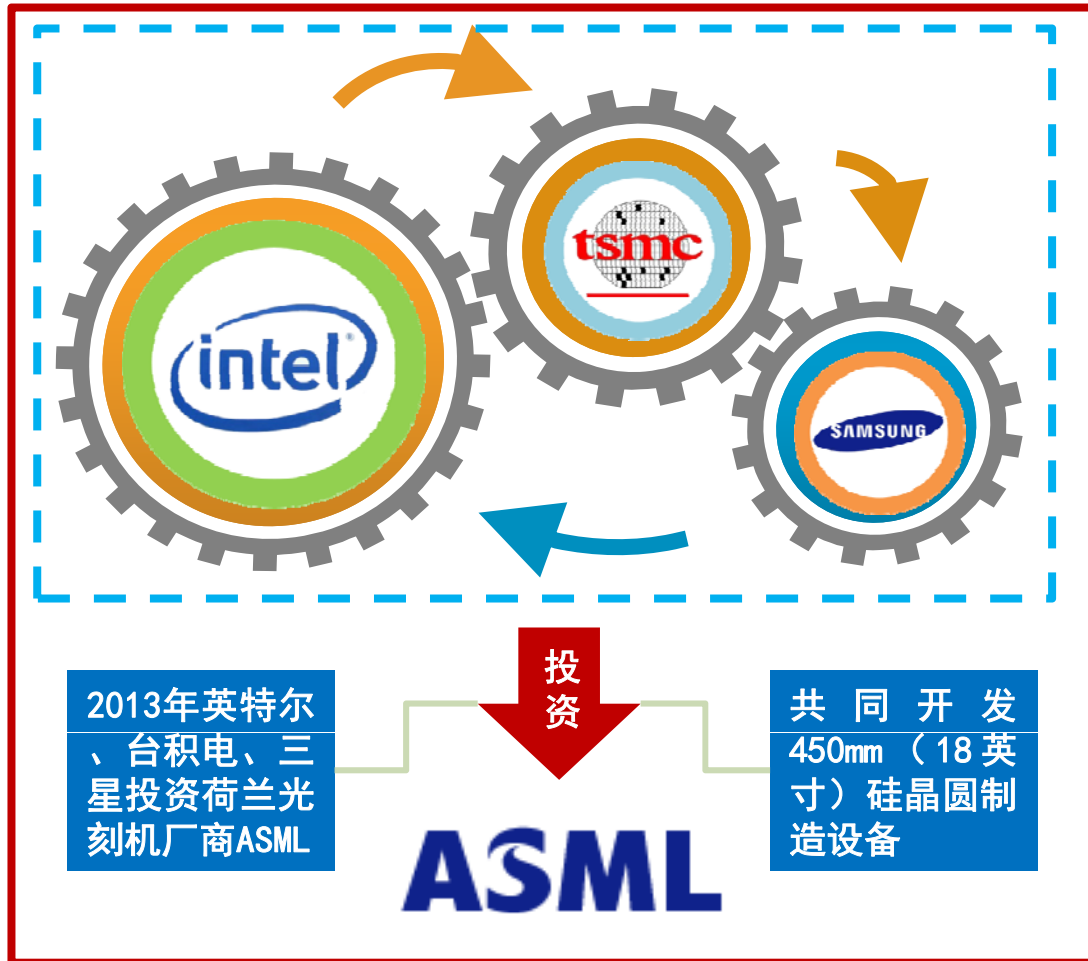 intel®
tsmc
SAMSUNG
投
资
2013年英特尔
、台积电、三
星投资荷兰光
刻机厂商ASML
共同开发
450mm（18英
寸）硅晶圆制
造设备
ASML